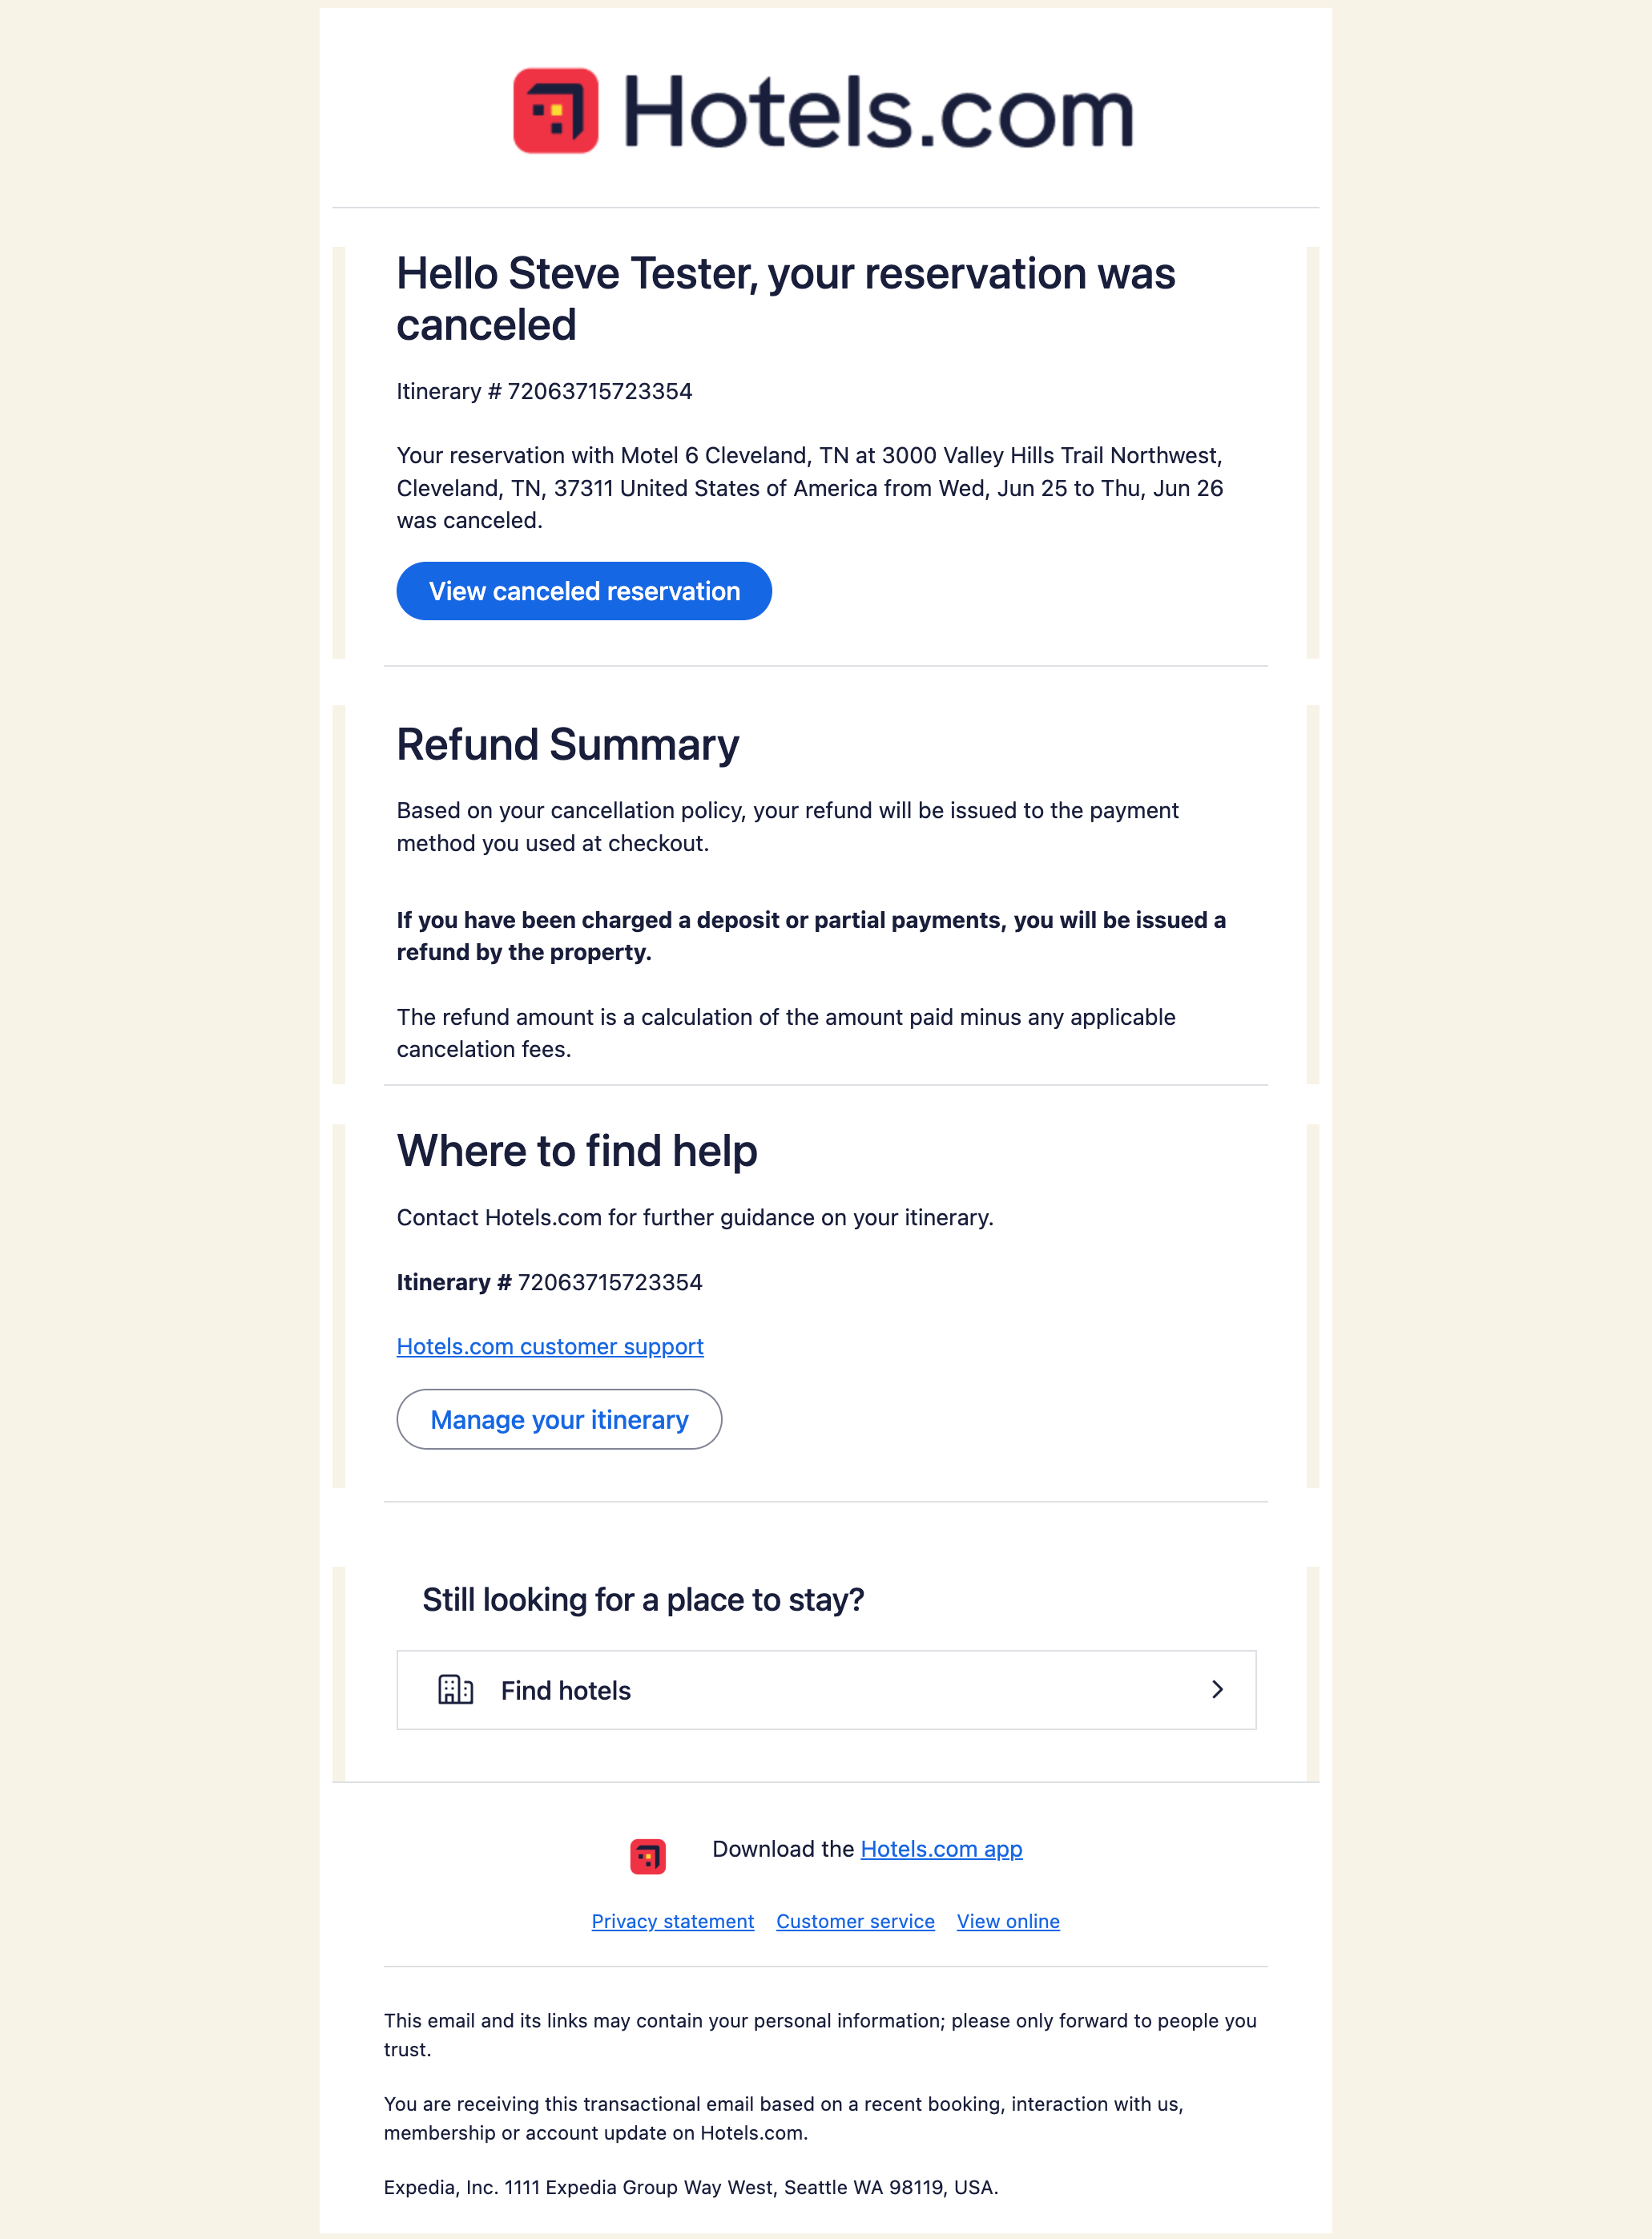 Hotels.com
Hello Steve Tester, your reservation was
canceled
Itinerary # 72063715723354
Your reservation with Motel 6 Cleveland, TN at 3000 Valley Hills Trail Northwest,
Cleveland, TN, 37311 United States of America from Wed, Jun 25 to Thu, Jun 26
was canceled.
View canceled reservation
Refund Summary
Based on your cancellation policy, your refund will be issued to the payment
method you used at checkout.
If you have been charged a deposit or partial payments, you will be issued a
refund by the property.
The refund amount is a calculation of the amount paid minus any applicable
cancelation fees.
Where to find help
Contact Hotels.com for further guidance on your itinerary.
Itinerary # 72063715723354
Hotels.com customer support
Manage your itinerary
Still looking for a place to stay?
Find hotels
Download the Hotels.com app
Privacy statement Customer service View online
This email and its links may contain your personal information; please only forward to people you
trust.
You are receiving this transactional email based on a recent booking, interaction with us,
membership or account update on Hotels.com.
Expedia, Inc. 1111 Expedia Group Way West, Seattle WA 98119, USA.